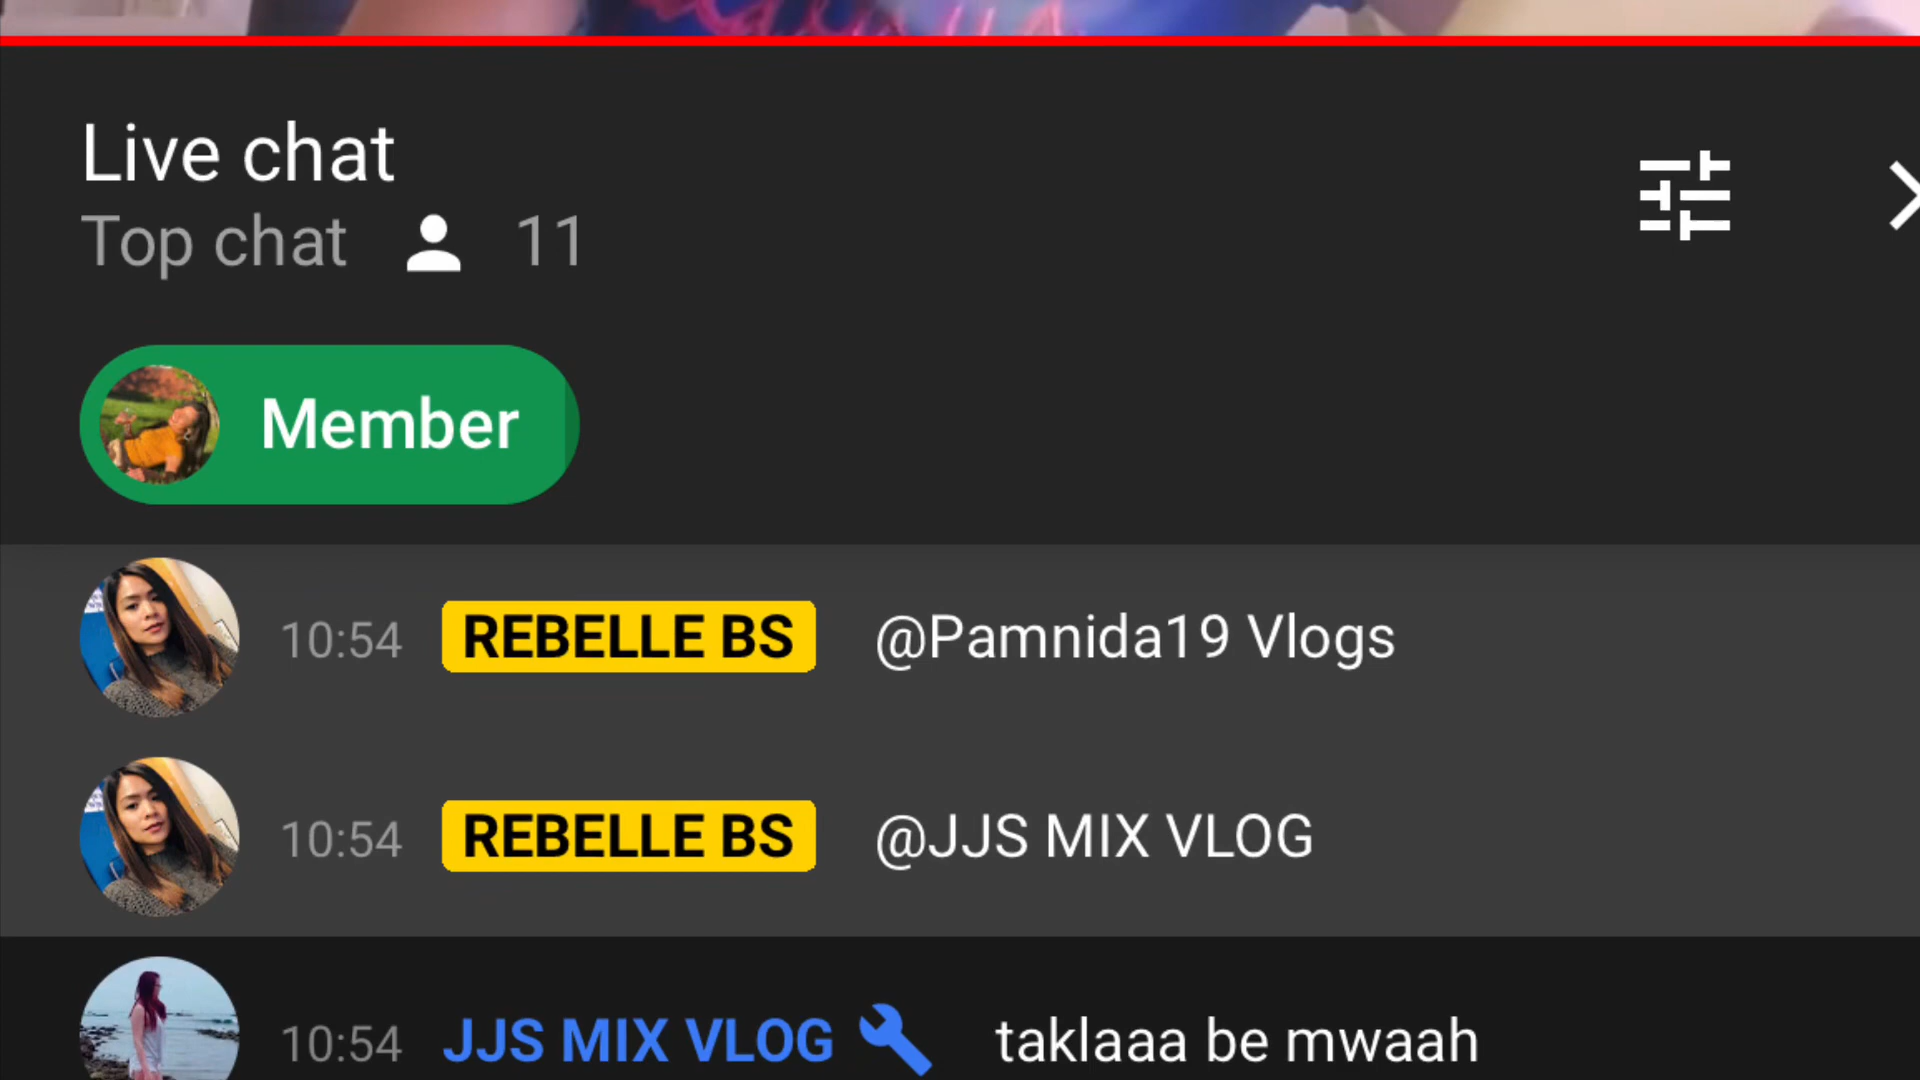 Live chat
Top chat 11
Member
10:54 REBELLE BS @Pamnida19 Vlogs
10:54 REBELLE BS @JJS MIX VLOG
10:54 JJS MIX VLOG taklaaa be mwaah